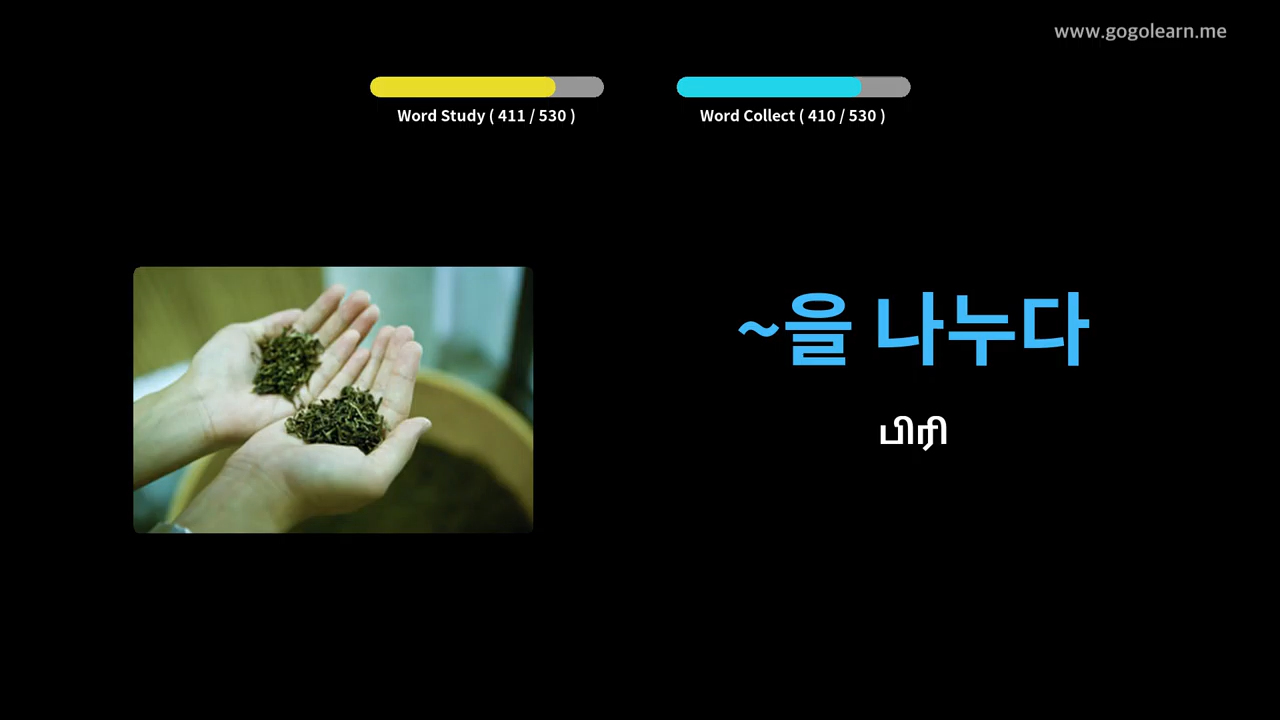 www.gogolearn.me
Word Study ( 411 / 530 )
Word Collect ( 410 / 530 )
~을 나누다
பிரி